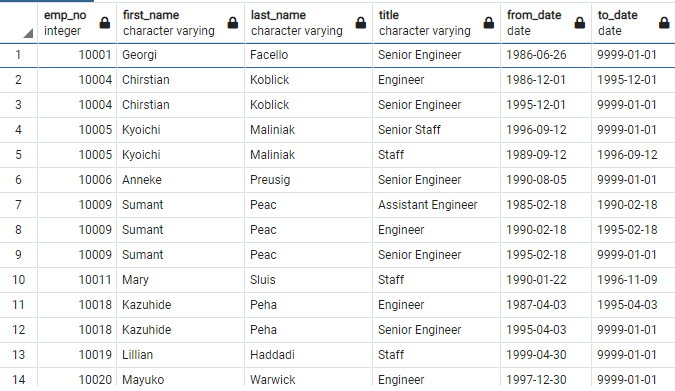 emp_no first_name last_name title from_date to_date
integer character varying character varying character varying date date
1 10001 Georgi Facello Senior Engineer 1986-06-26 9999-01-01
2 10004 Chirstian Koblick Engineer 1986-12-01 1995-12-01
3 10004 Chirstian Koblick Senior Engineer 1995-12-01 9999-01-01
4 10005 Kyoichi Maliniak Senior Staff 1996-09-12 9999-01-01
5 10005 Kyoichi Maliniak Staff 1989-09-12 1996-09-12
6 10006 Anneke Preusig Senior Engineer 1990-08-05 9999-01-01
7 10009 Sumant Peac Assistant Engineer 1985-02-18 1990-02-18
8 10009 Sumant Peac Engineer 1990-02-18 1995-02-18
9 10009 Sumant Peac Senior Engineer 1995-02-18 9999-01-01
10 10011 Mary Sluis Staff 1990-01-22 1996-11-09
11 10018 Kazuhide Peha Engineer 1987-04-03 1995-04-03
12 10018 Kazuhide Peha Senior Engineer 1995-04-03 9999-01-01
13 10019 Lillian Haddadi Staff 1999-04-30 9999-01-01
14 10020 Mayuko Warwick Engineer 1997-12-30 9999-01-01